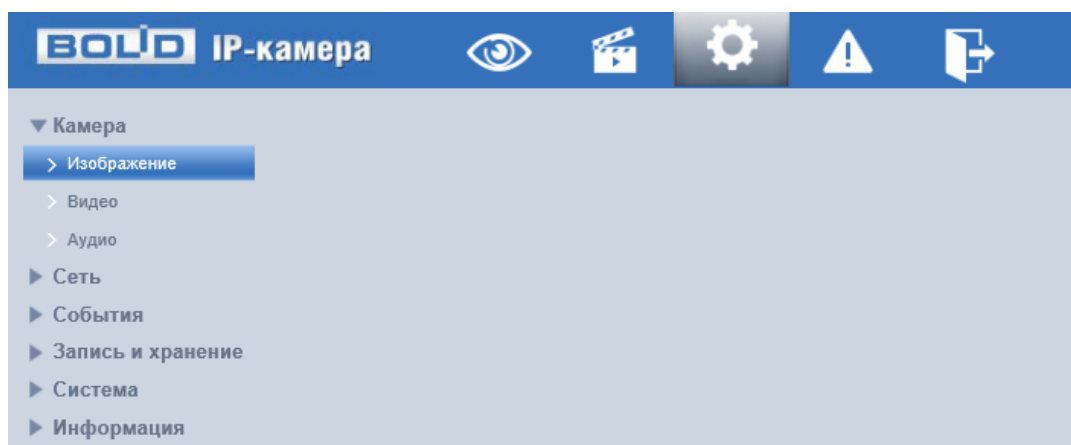 BOLID IP-камера
Камера
Изображение
Видео
Аудио
Сеть
События
Запись и хранение
Система
Информация